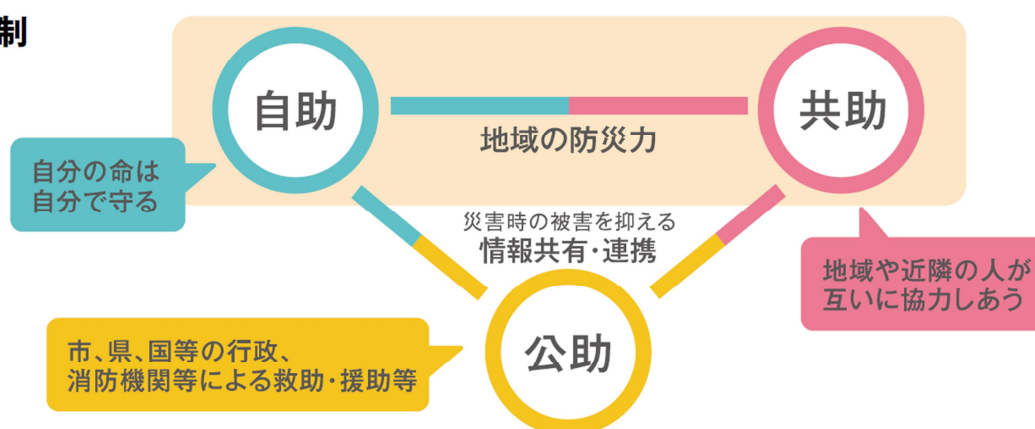 制
自助
共助
地域の防災力
自分の命は
自分で守る
災害時の被害を抑える
情報共有・連携
地域や近隣の人が
互いに協力しあう
公助
市、県、国等の行政、
消防機関等による救助・援助等